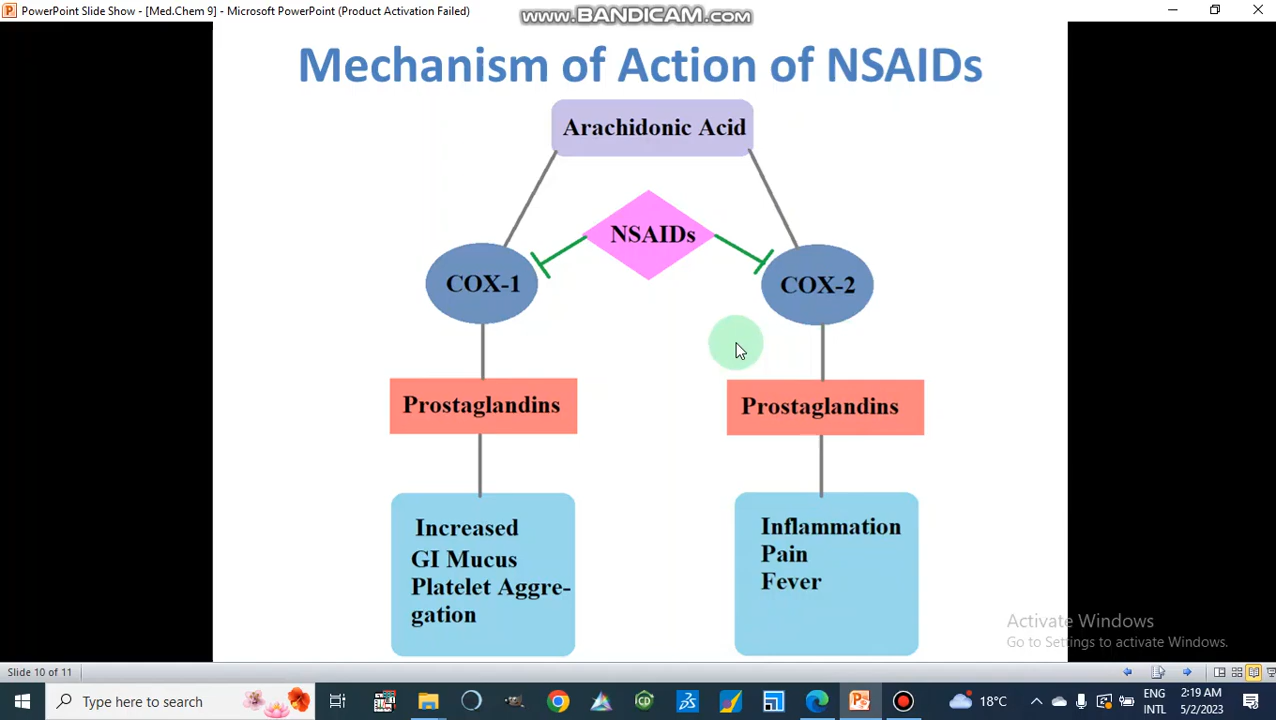 PowerPoint Slide Show - [Med.Chem 9] - Microsoft PowerPoint (Product Activation Failed)
www.BANDICAM.com
Mechanism of Action of NSAIDs
Arachidonic Acid
NSAIDs
COX-1
COX-2
Prostaglandins
Prostaglandins
Increased
GI Mucus
Platelet Aggre-
gation
Inflammation
Pain
Fever
Activate Windows
Go to Settings to activate Windows.
Slide 10 of 11
Type here to search
18°C
ENG
INTL
2:19 AM
5/2/2023